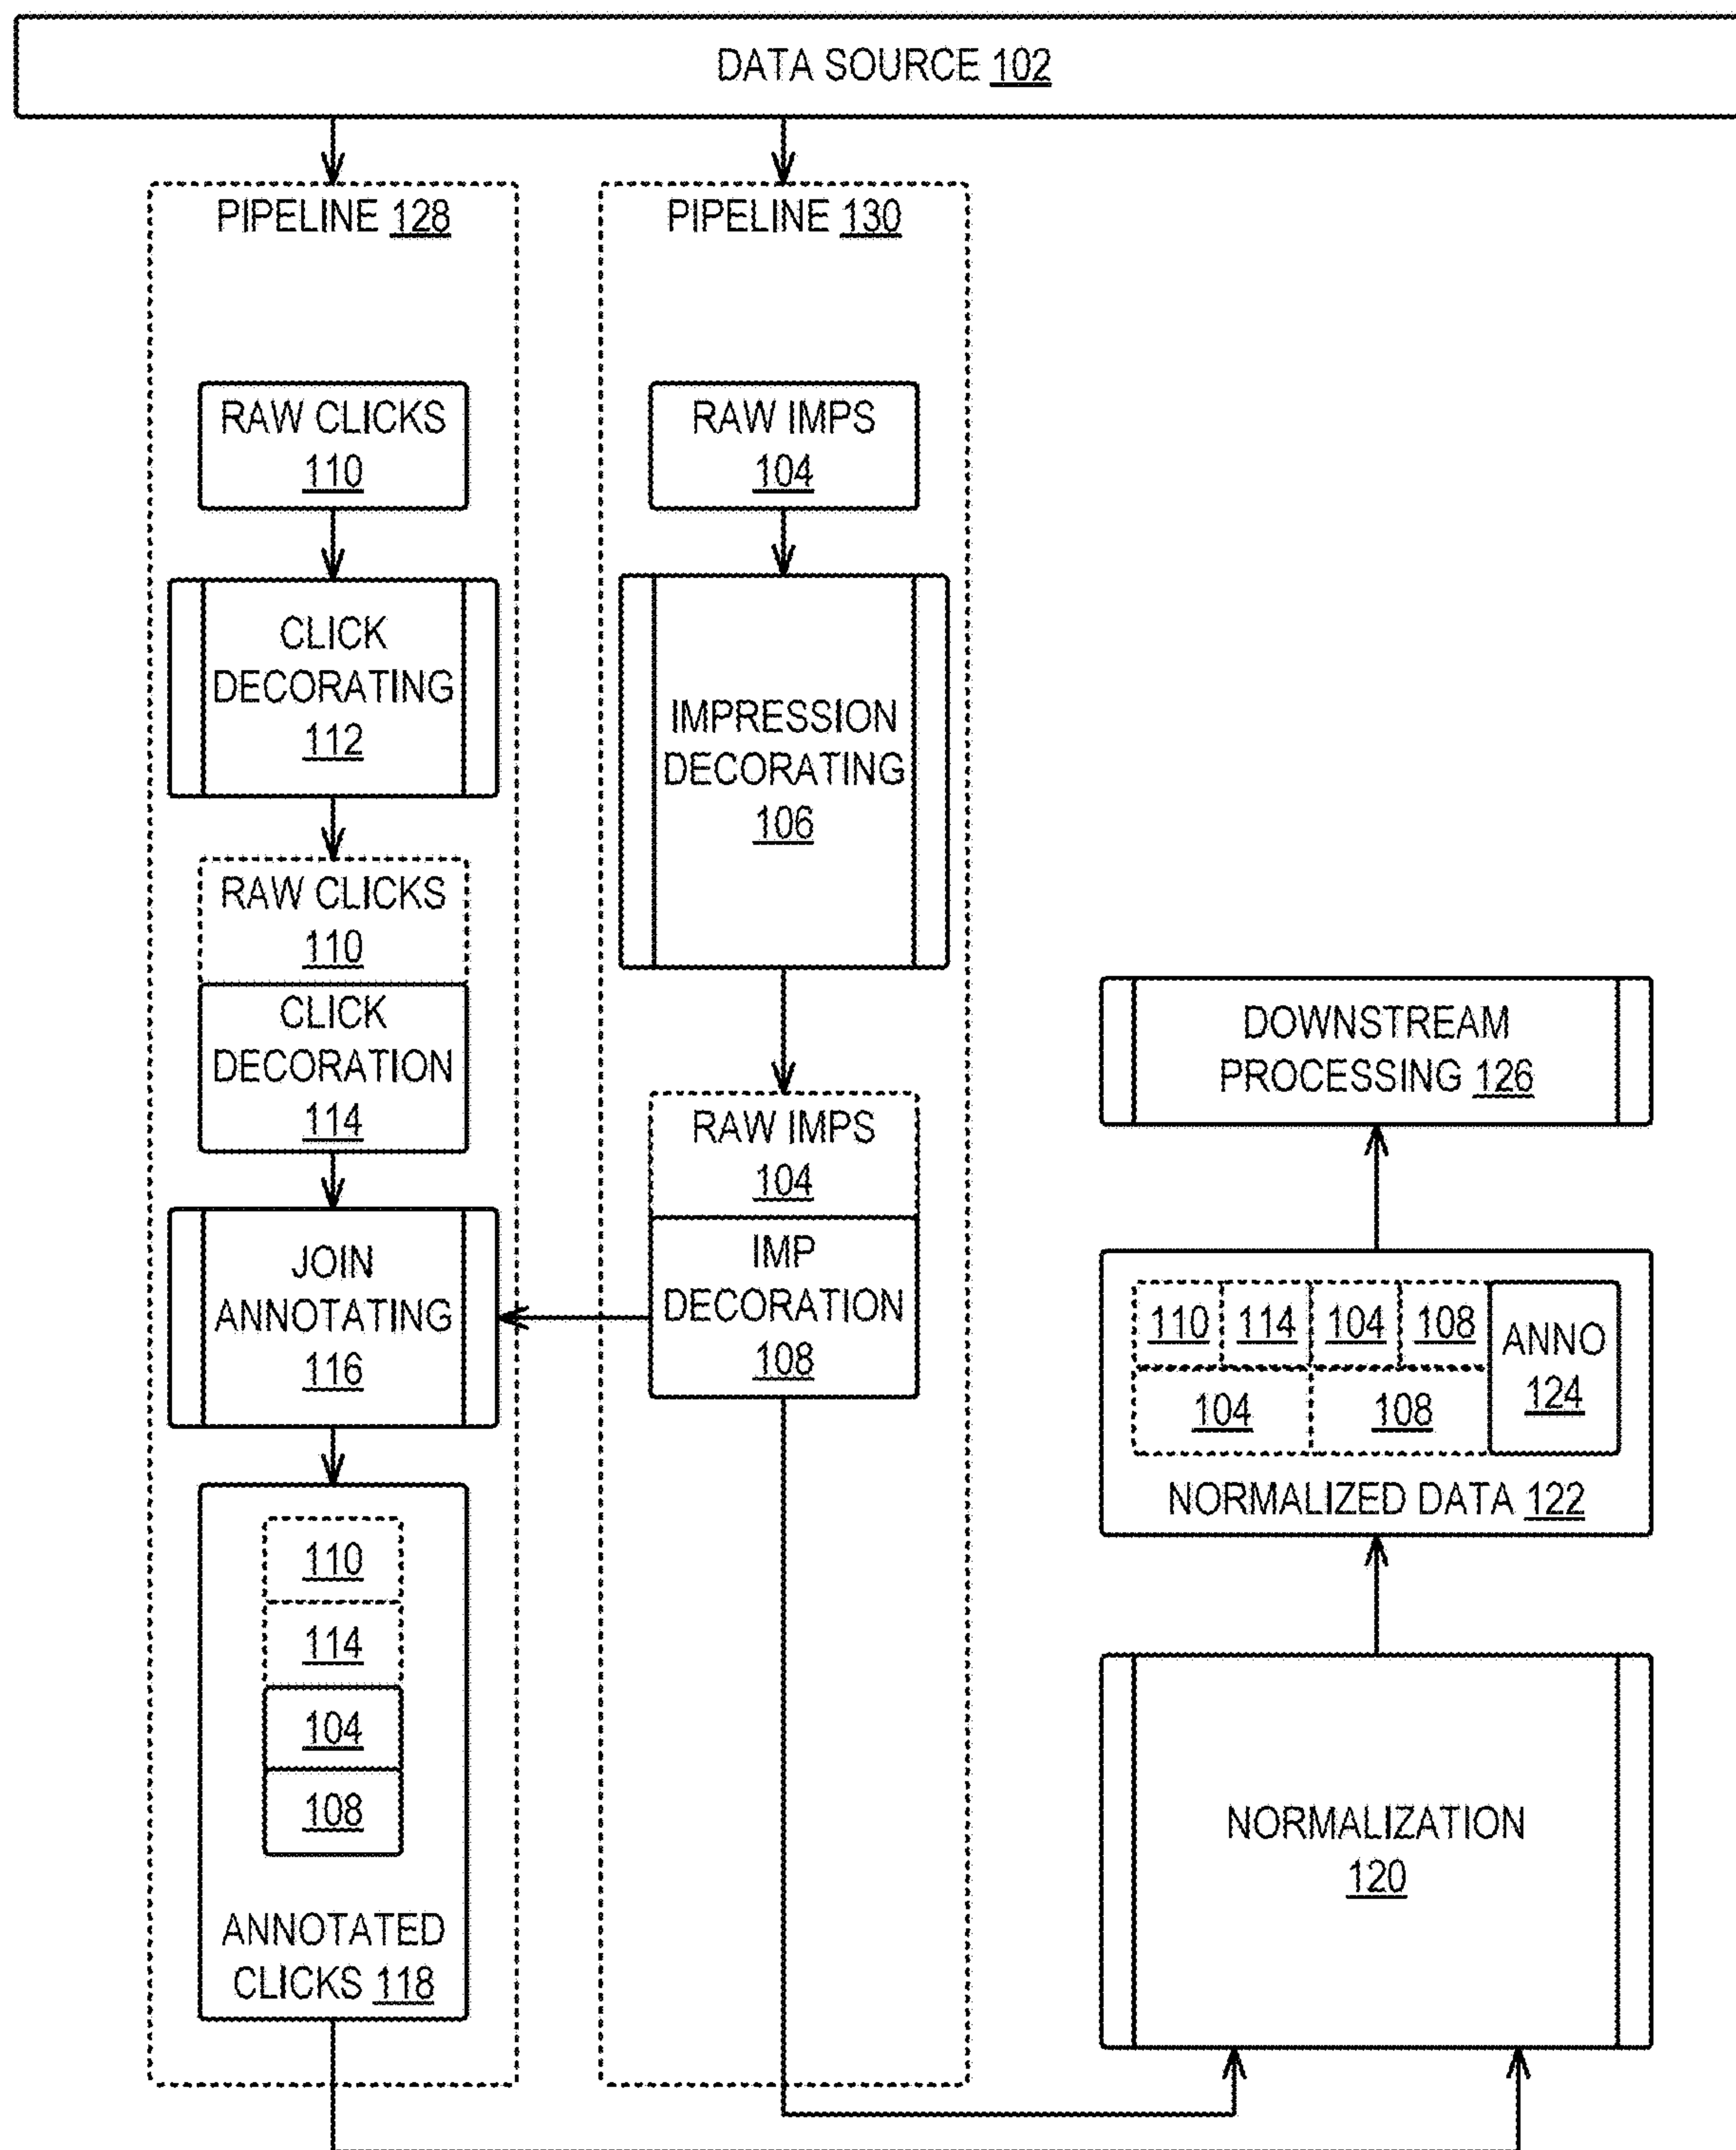 DATA SOURCE 102
PIPELINE 128
RAW CLICKS
110
CLICK
DECORATING
112
RAW CLICKS
110
CLICK
DECORATION
114
JOIN
ANNOTATING
116
110
114
104
108
ANNOTATED
CLICKS 118
PIPELINE 130
RAW IMPS
104
IMPRESSION
DECORATING
106
RAW IMPS
104
IMP
DECORATION
108
DOWNSTREAM
PROCESSING 126
110 114 104 108
ANNO
124
104 108
NORMALIZED DATA 122
NORMALIZATION
120